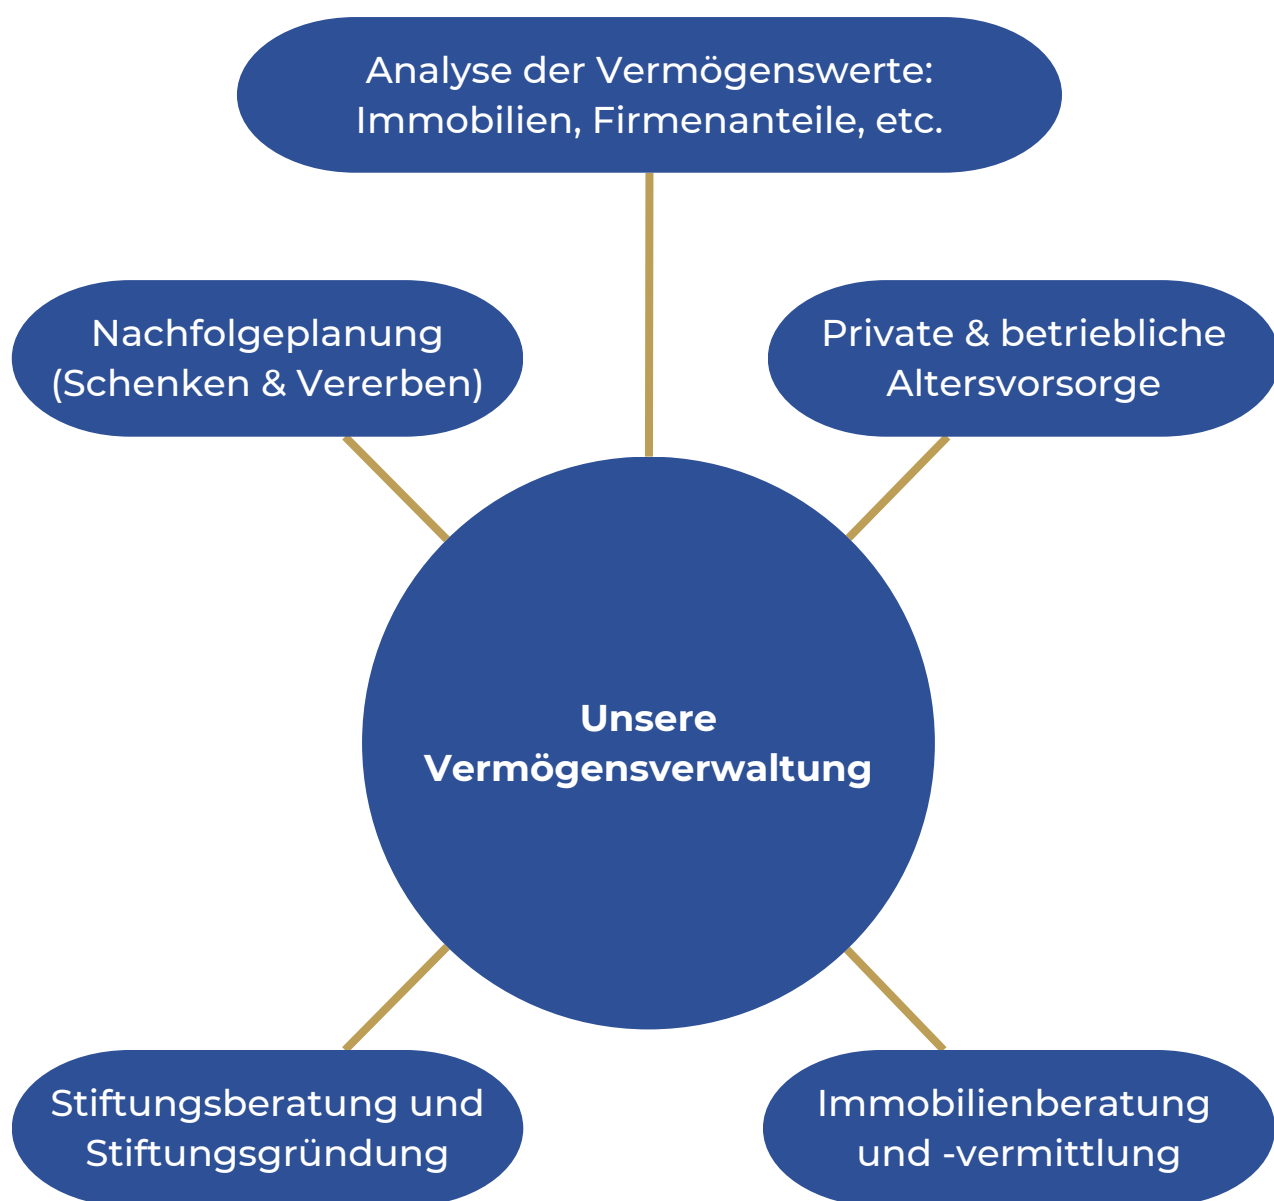 Analyse der Vermögenswerte:
Immobilien, Firmenanteile, etc.
Nachfolgeplanung
(Schenken & Vererben)
Private & betriebliche
Altersvorsorge
Unsere
Vermögensverwaltung
Stiftungsberatung und
Stiftungsgründung
Immobilienberatung
und -vermittlung